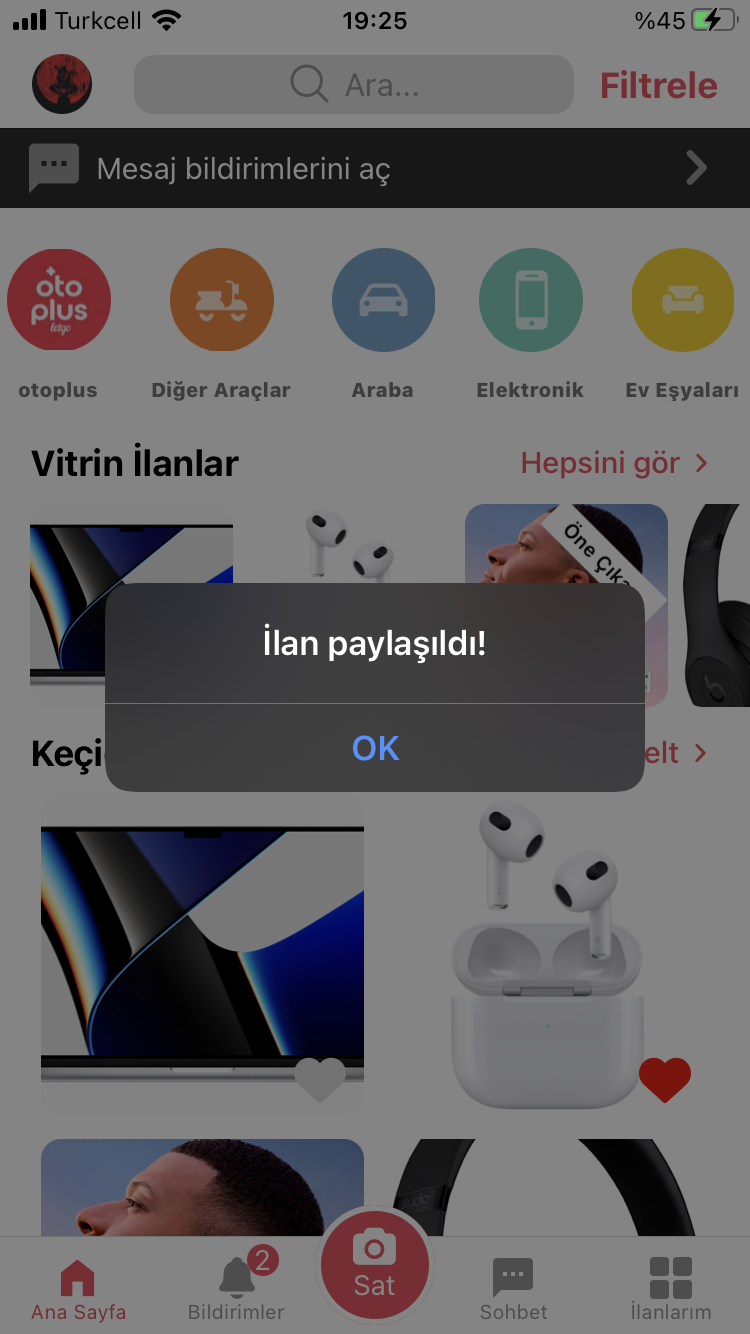 Turkcell 19:25 %45
Ara...
Filtrele
Mesaj bildirimlerini aç
oto
plus
letgo
otoplus
Diğer Araçlar
Araba
Elektronik
Ev Eşyaları
Vitrin İlanlar
Hepsini gör
Öne Çıka
İlan paylaşıldı!
OK
Keçi
elt
2
Sat
Ana Sayfa
Bildirimler
Sohbet
İlanlarım